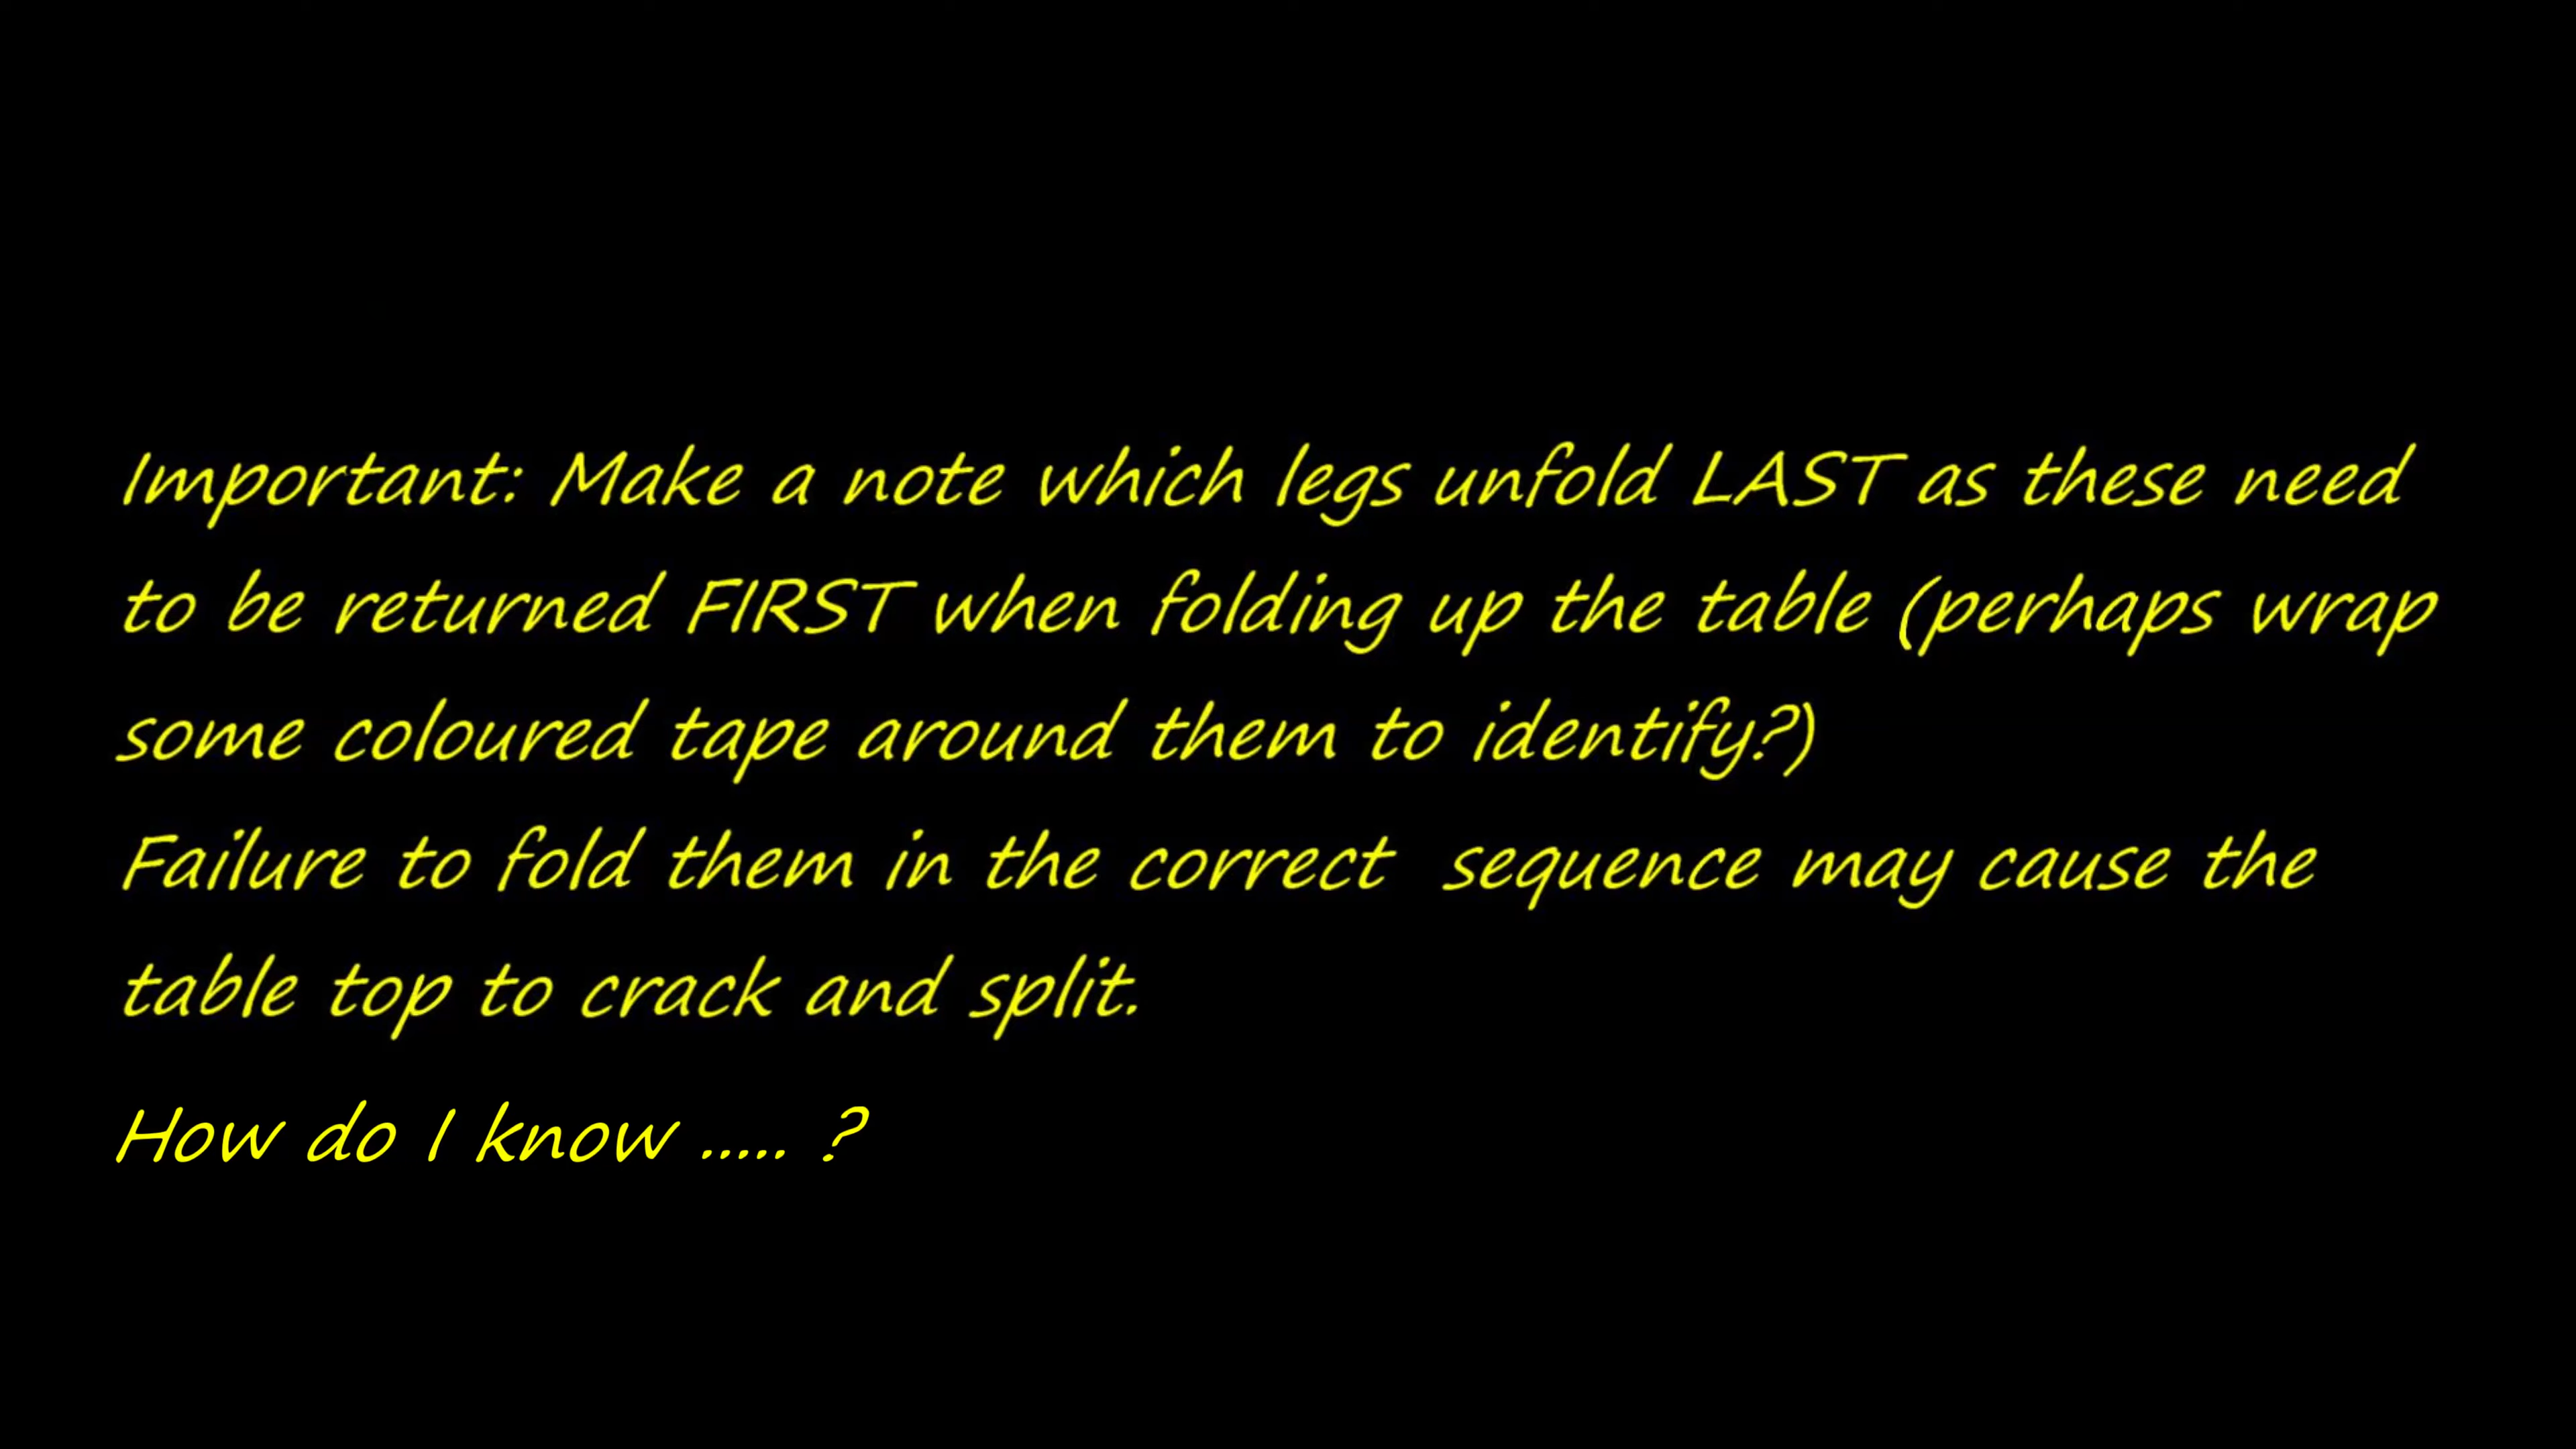 Important: Make a note which legs unfold LAST as these need
to be returned FIRST when folding up the table (perhaps wrap
some coloured tape around them to identify?)
Failure to fold them in the correct  sequence may cause the
table top to crack and split.
How do I know ..... ?